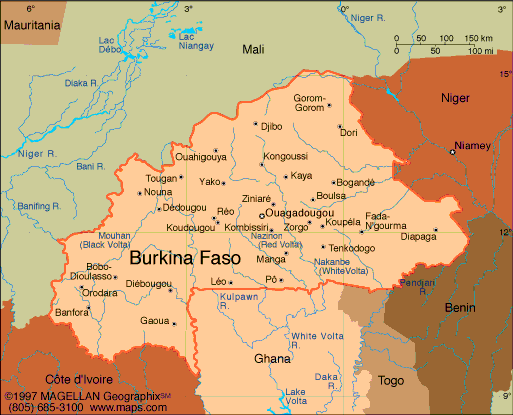 6°
3°
0°
3°
Mauritania
Lac
Débo
Lac
Niangay
Mali
Niger R.
0 50 100 150 km
0 50 100 mi
15°
Diaka R.
Gorom-
Gorom
Niger
Djibo
Dori
Niger R.
Bani R.
Ouahigouya
Kongoussi
Niamey
Tougan
Yako
Kaya
Bogandé
Nouna
Banifing R.
Dédougou
Ziniaré
Boulsa
Réo
Ouagadougou
Koudougou
Kombissiri
Zorgo
Koupéla
Fada-
N'gourma
Diapaga
12°
Mouhan
(Black Volta)
Nazinon
(Red Volta)
Burkina Faso
Manga
Tenkodogo
Nakanbe
(White Volta)
Bobo-
Dioulasso
Orodara
Diébougou
Léo
Pô
Pendjari
R.
Banfora
Gaoua
Kulpawn
R.
Benin
White Volta
R.
Ghana
Daka
R.
Togo
Côte d'Ivoire
Lake
Volta
9°
©1997 MAGELLAN Geographix℠
(805) 685-3100 www.maps.com